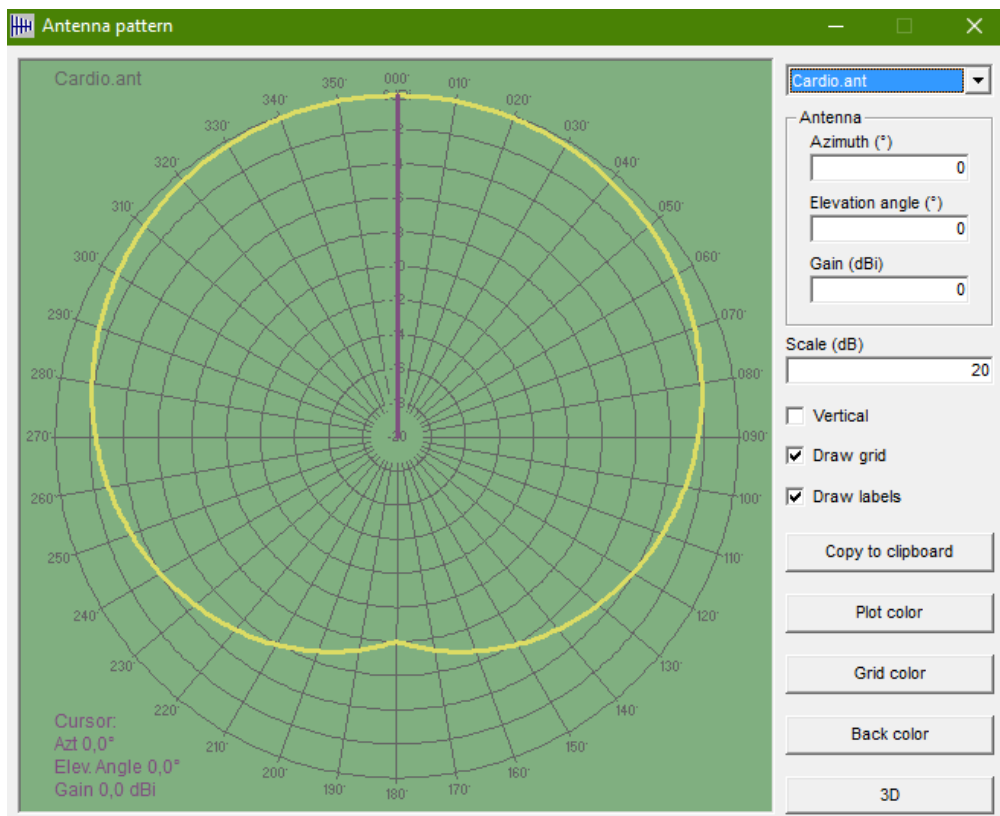 Antenna pattern
Cardio.ant
Cardio.ant
Antenna
Azimuth (°)
0
Elevation angle (°)
0
Gain (dBi)
0
Scale (dB)
20
Vertical
Draw grid
Draw labels
Copy to clipboard
Plot color
Grid color
Back color
3D
000°
010°
020°
030°
040°
050°
060°
070°
080°
090°
100°
110°
120°
130°
140°
150°
160°
170°
180°
190°
200°
210°
220°
230°
240°
250°
260°
270°
280°
290°
300°
310°
320°
330°
340°
350°
-20
Cursor:
Azt 0,0°
Elev. Angle 0,0°
Gain 0,0 dBi